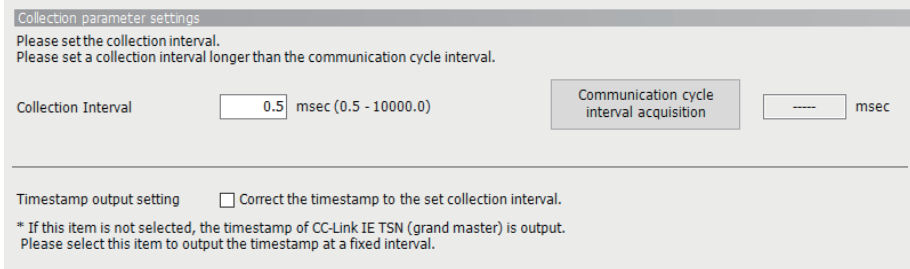 Collection parameter settings
Please set the collection interval.
Please set a collection interval longer than the communication cycle interval.
Collection Interval 0.5 msec (0.5 - 10000.0) Communication cycle interval acquisition ----- msec
Timestamp output setting Correct the timestamp to the set collection interval.
* If this item is not selected, the timestamp of CC-Link IE TSN (grand master) is output.
Please select this item to output the timestamp at a fixed interval.